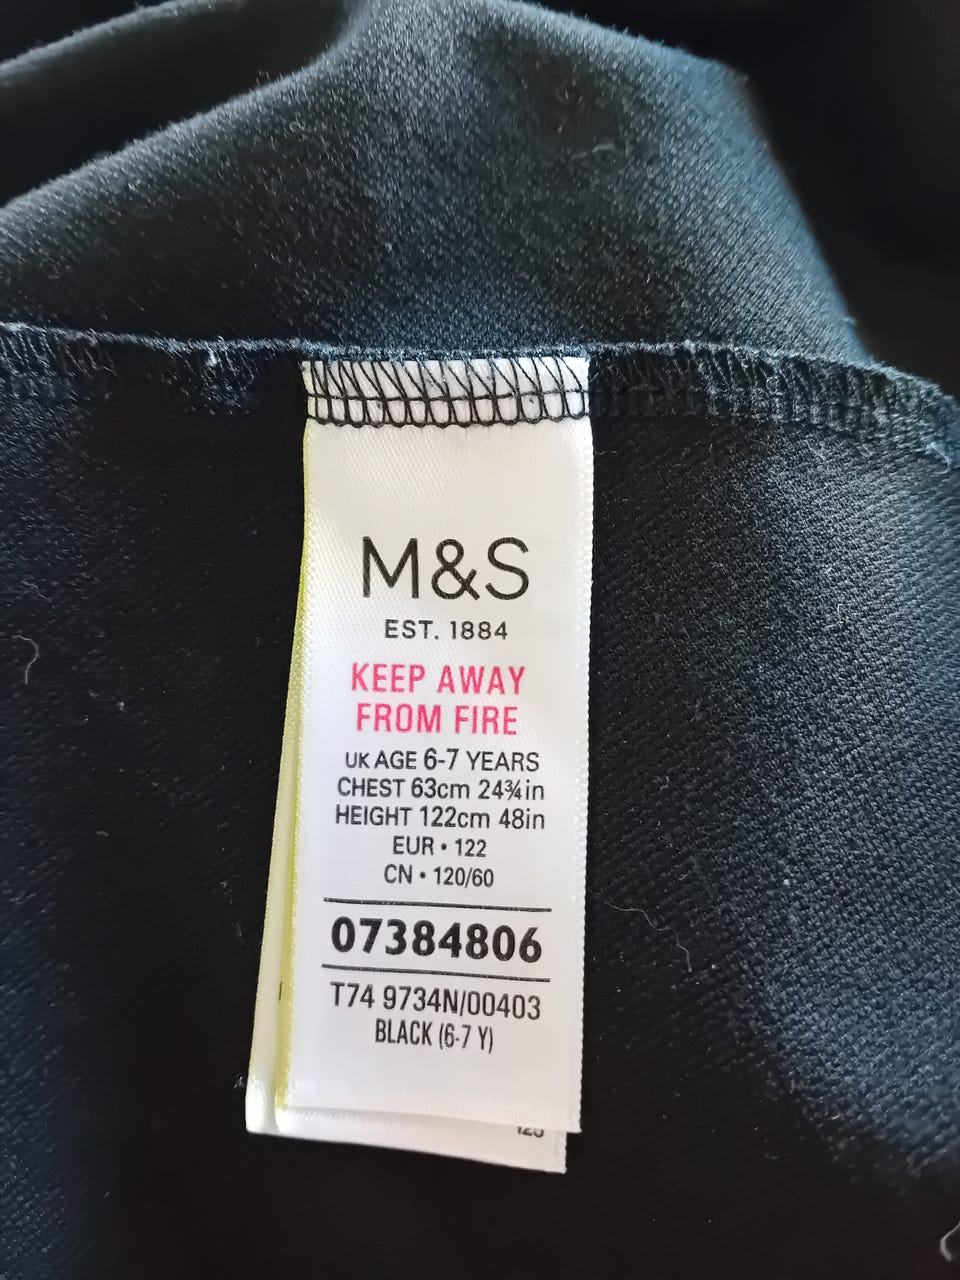 M&S
EST. 1884
KEEP AWAY
FROM FIRE
UK AGE 6-7 YEARS
CHEST 63cm 24¾in
HEIGHT 122cm 48in
EUR • 122
CN • 120/60
07384806
T74 9734N/00403
BLACK (6-7 Y)